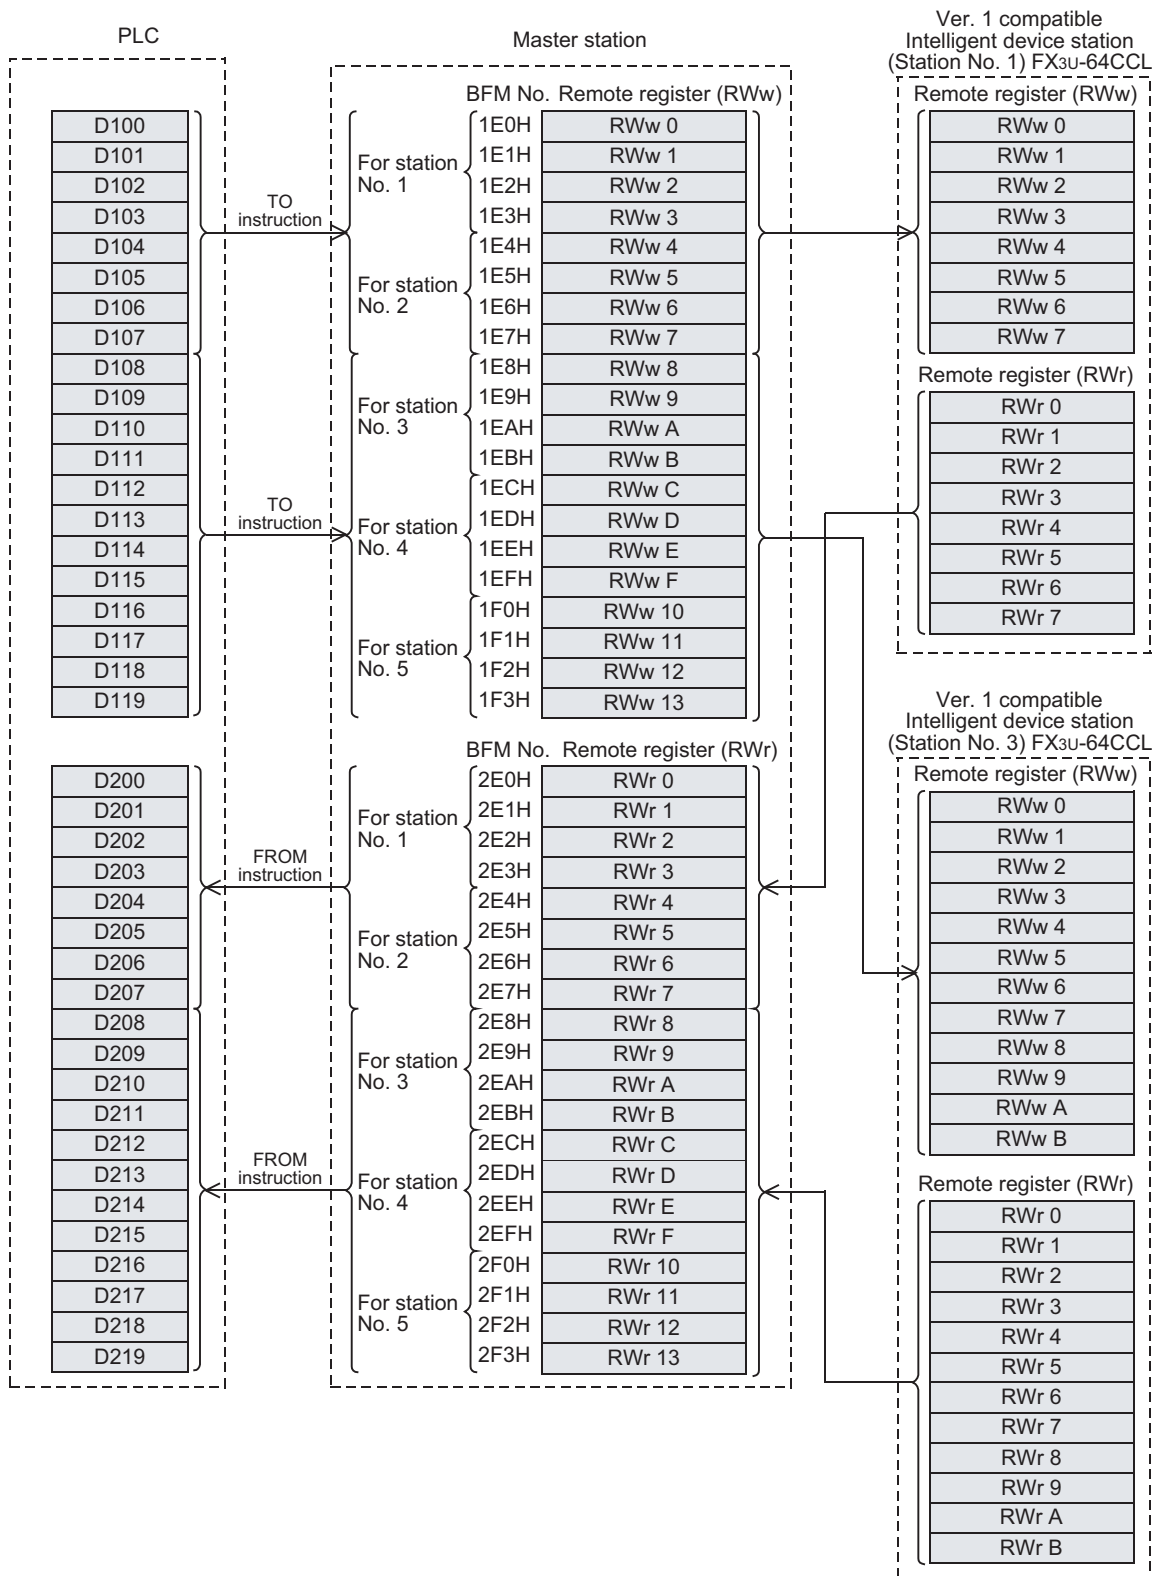 PLC
Master station
Ver. 1 compatible
Intelligent device station
(Station No. 1) FX3U-64CCL
BFM No. Remote register (RWw)
Remote register (RWw)
D100
D101
D102
D103
D104
D105
D106
D107
D108
D109
D110
D111
D112
D113
D114
D115
D116
D117
D118
D119
TO
instruction
TO
instruction
For station
No. 1
For station
No. 2
For station
No. 3
For station
No. 4
For station
No. 5
1E0H RWw 0
1E1H RWw 1
1E2H RWw 2
1E3H RWw 3
1E4H RWw 4
1E5H RWw 5
1E6H RWw 6
1E7H RWw 7
1E8H RWw 8
1E9H RWw 9
1EAH RWw A
1EBH RWw B
1ECH RWw C
1EDH RWw D
1EEH RWw E
1EFH RWw F
1F0H RWw 10
1F1H RWw 11
1F2H RWw 12
1F3H RWw 13
RWw 0
RWw 1
RWw 2
RWw 3
RWw 4
RWw 5
RWw 6
RWw 7
Remote register (RWr)
RWr 0
RWr 1
RWr 2
RWr 3
RWr 4
RWr 5
RWr 6
RWr 7
D200
D201
D202
D203
D204
D205
D206
D207
D208
D209
D210
D211
D212
D213
D214
D215
D216
D217
D218
D219
FROM
instruction
FROM
instruction
BFM No. Remote register (RWr)
For station
No. 1
For station
No. 2
For station
No. 3
For station
No. 4
For station
No. 5
2E0H RWr 0
2E1H RWr 1
2E2H RWr 2
2E3H RWr 3
2E4H RWr 4
2E5H RWr 5
2E6H RWr 6
2E7H RWr 7
2E8H RWr 8
2E9H RWr 9
2EAH RWr A
2EBH RWr B
2ECH RWr C
2EDH RWr D
2EEH RWr E
2EFH RWr F
2F0H RWr 10
2F1H RWr 11
2F2H RWr 12
2F3H RWr 13
Ver. 1 compatible
Intelligent device station
(Station No. 3) FX3U-64CCL
Remote register (RWw)
RWw 0
RWw 1
RWw 2
RWw 3
RWw 4
RWw 5
RWw 6
RWw 7
RWw 8
RWw 9
RWw A
RWw B
Remote register (RWr)
RWr 0
RWr 1
RWr 2
RWr 3
RWr 4
RWr 5
RWr 6
RWr 7
RWr 8
RWr 9
RWr A
RWr B